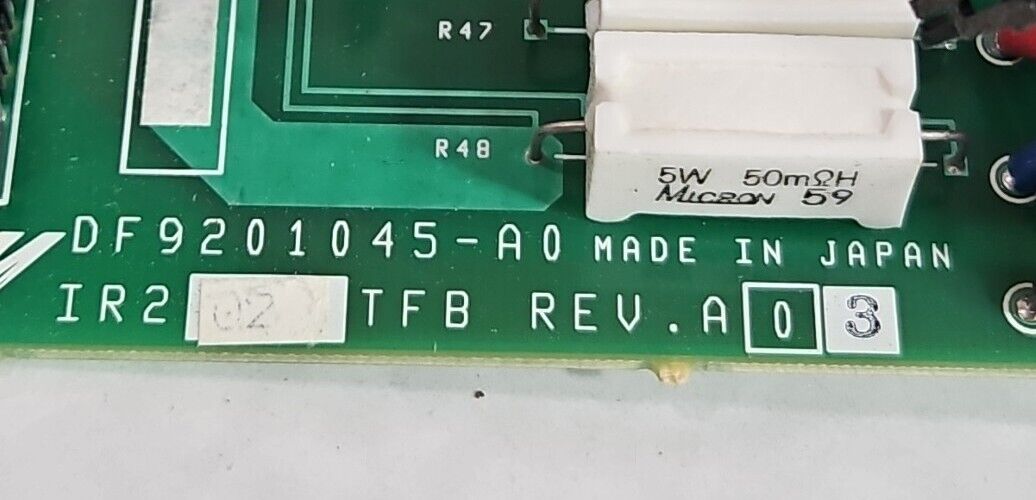 R47
R48
5W 50mΩH
MICRON 59
DF9201045-A0 MADE IN JAPAN
IR2 02 TFB REV.A 0 3